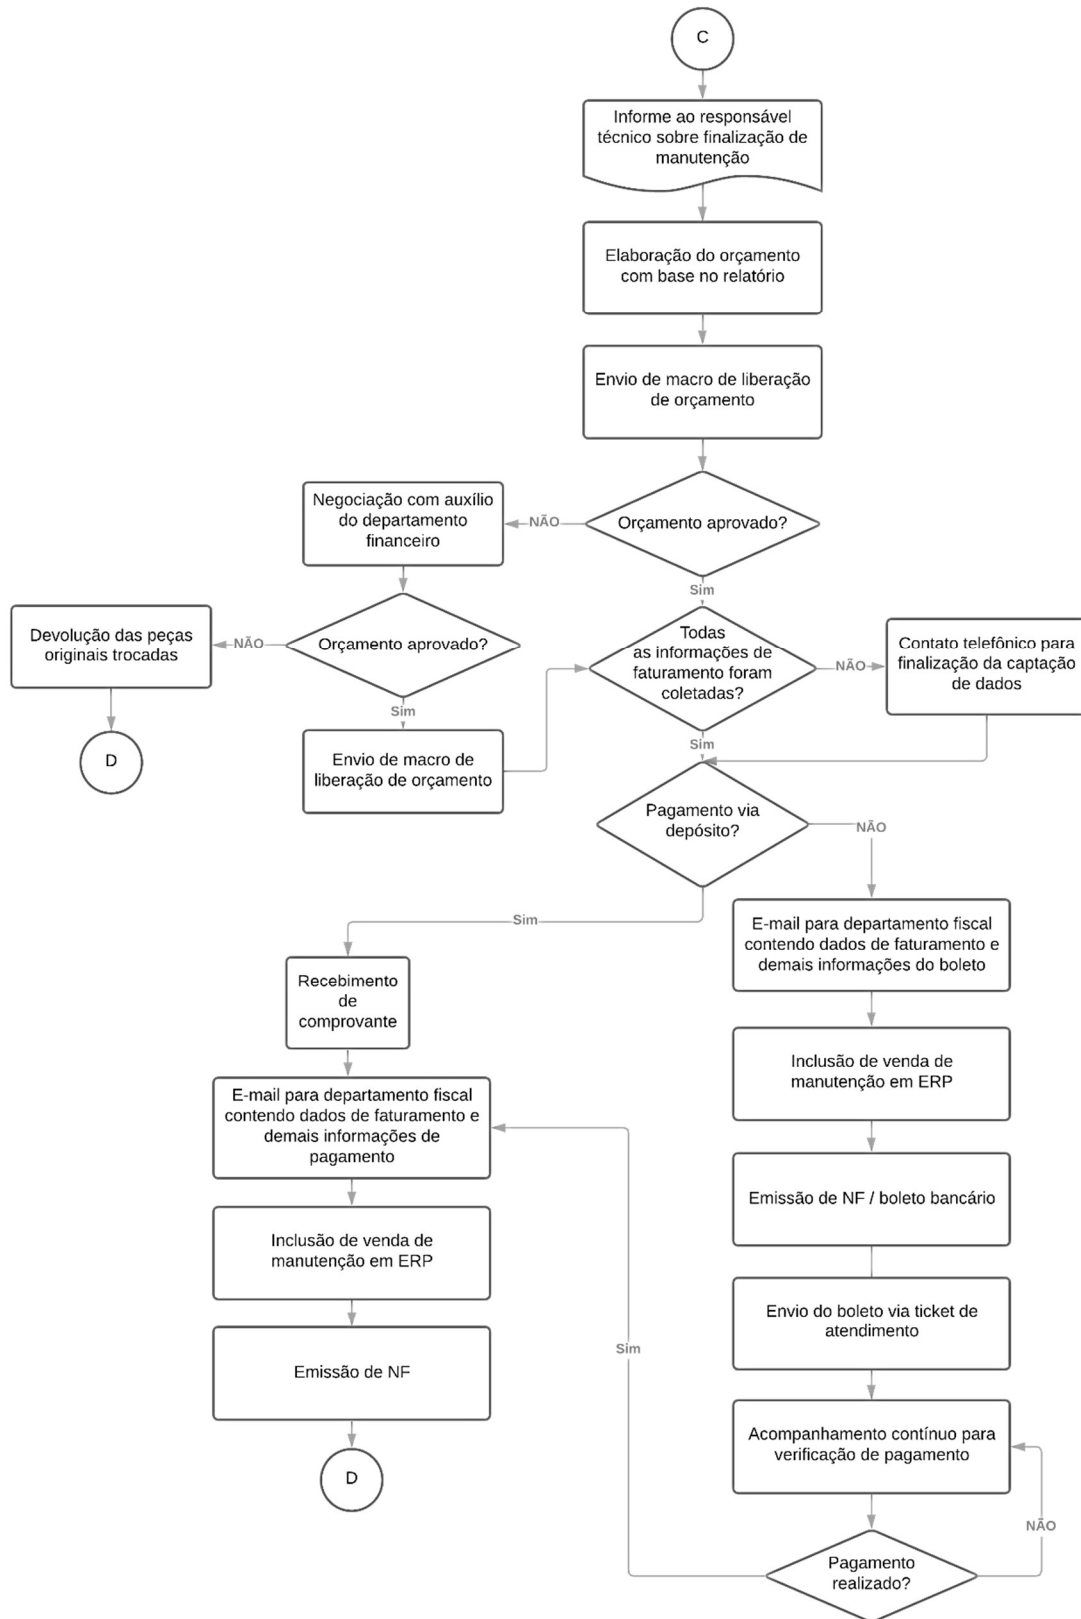 C
Informe ao responsável
técnico sobre finalização de
manutenção
Elaboração do orçamento
com base no relatório
Envio de macro de liberação
de orçamento
Orçamento aprovado?
NÃO
Negociação com auxílio
do departamento
financeiro
Sim
Orçamento aprovado?
NÃO
Devolução das peças
originais trocadas
D
Sim
Envio de macro de
liberação de orçamento
Todas
as informações de
faturamento foram
coletadas?
NÃO
Contato telefônico para
finalização da captação
de dados
Sim
Pagamento via
depósito?
NÃO
Sim
Recebimento
de
comprovante
E-mail para departamento fiscal
contendo dados de faturamento e
demais informações de
pagamento
Inclusão de venda de
manutenção em ERP
Emissão de NF
D
E-mail para departamento fiscal
contendo dados de faturamento e
demais informações do boleto
Inclusão de venda de
manutenção em ERP
Emissão de NF / boleto bancário
Envio do boleto via ticket de
atendimento
Acompanhamento contínuo para
verificação de pagamento
Pagamento
realizado?
NÃO
Sim